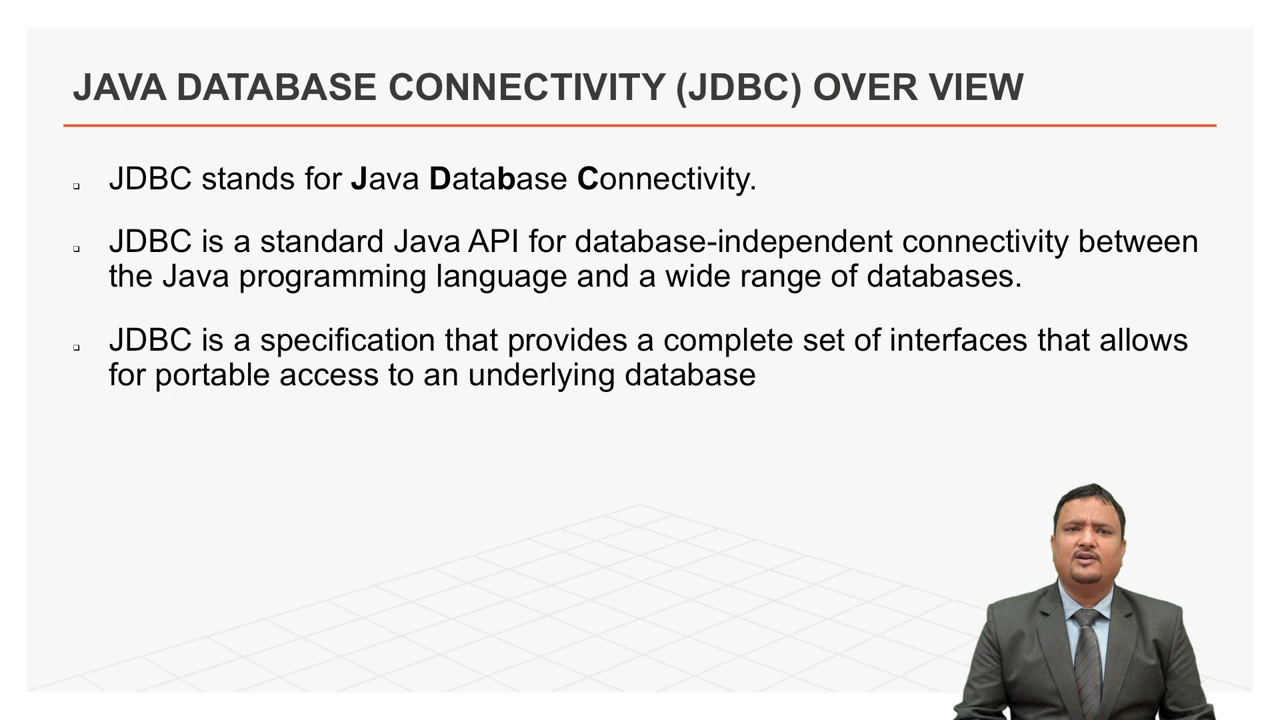 JAVA DATABASE CONNECTIVITY (JDBC) OVER VIEW
JDBC stands for Java Database Connectivity.
JDBC is a standard Java API for database-independent connectivity between
the Java programming language and a wide range of databases.
JDBC is a specification that provides a complete set of interfaces that allows
for portable access to an underlying database